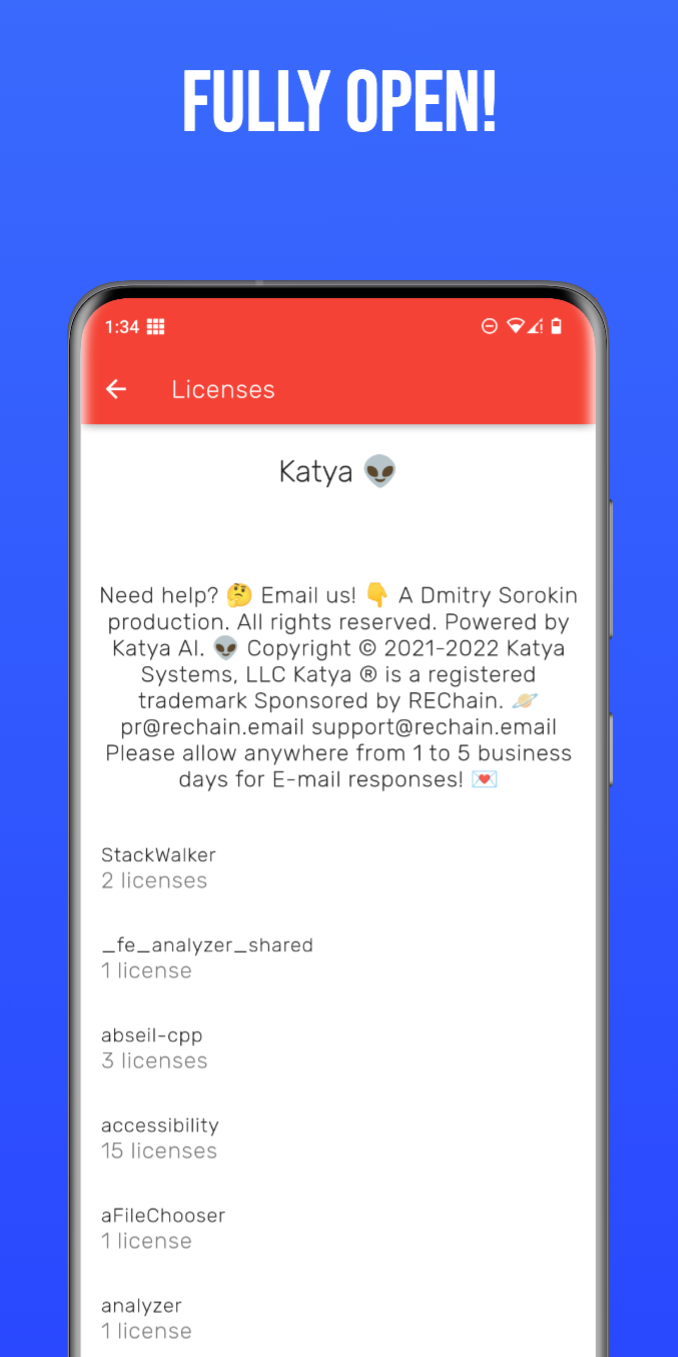 FULLY OPEN!
1:34
Licenses
Katya 👽
Need help? 🤔 Email us! 👇 A Dmitry Sorokin
production. All rights reserved. Powered by
Katya AI. 👽 Copyright © 2021-2022 Katya
Systems, LLC Katya ® is a registered
trademark Sponsored by REChain. 🪐
pr@rechain.email support@rechain.email
Please allow anywhere from 1 to 5 business
days for E-mail responses! 💌
StackWalker
2 licenses
_fe_analyzer_shared
1 license
abseil-cpp
3 licenses
accessibility
15 licenses
aFileChooser
1 license
analyzer
1 license